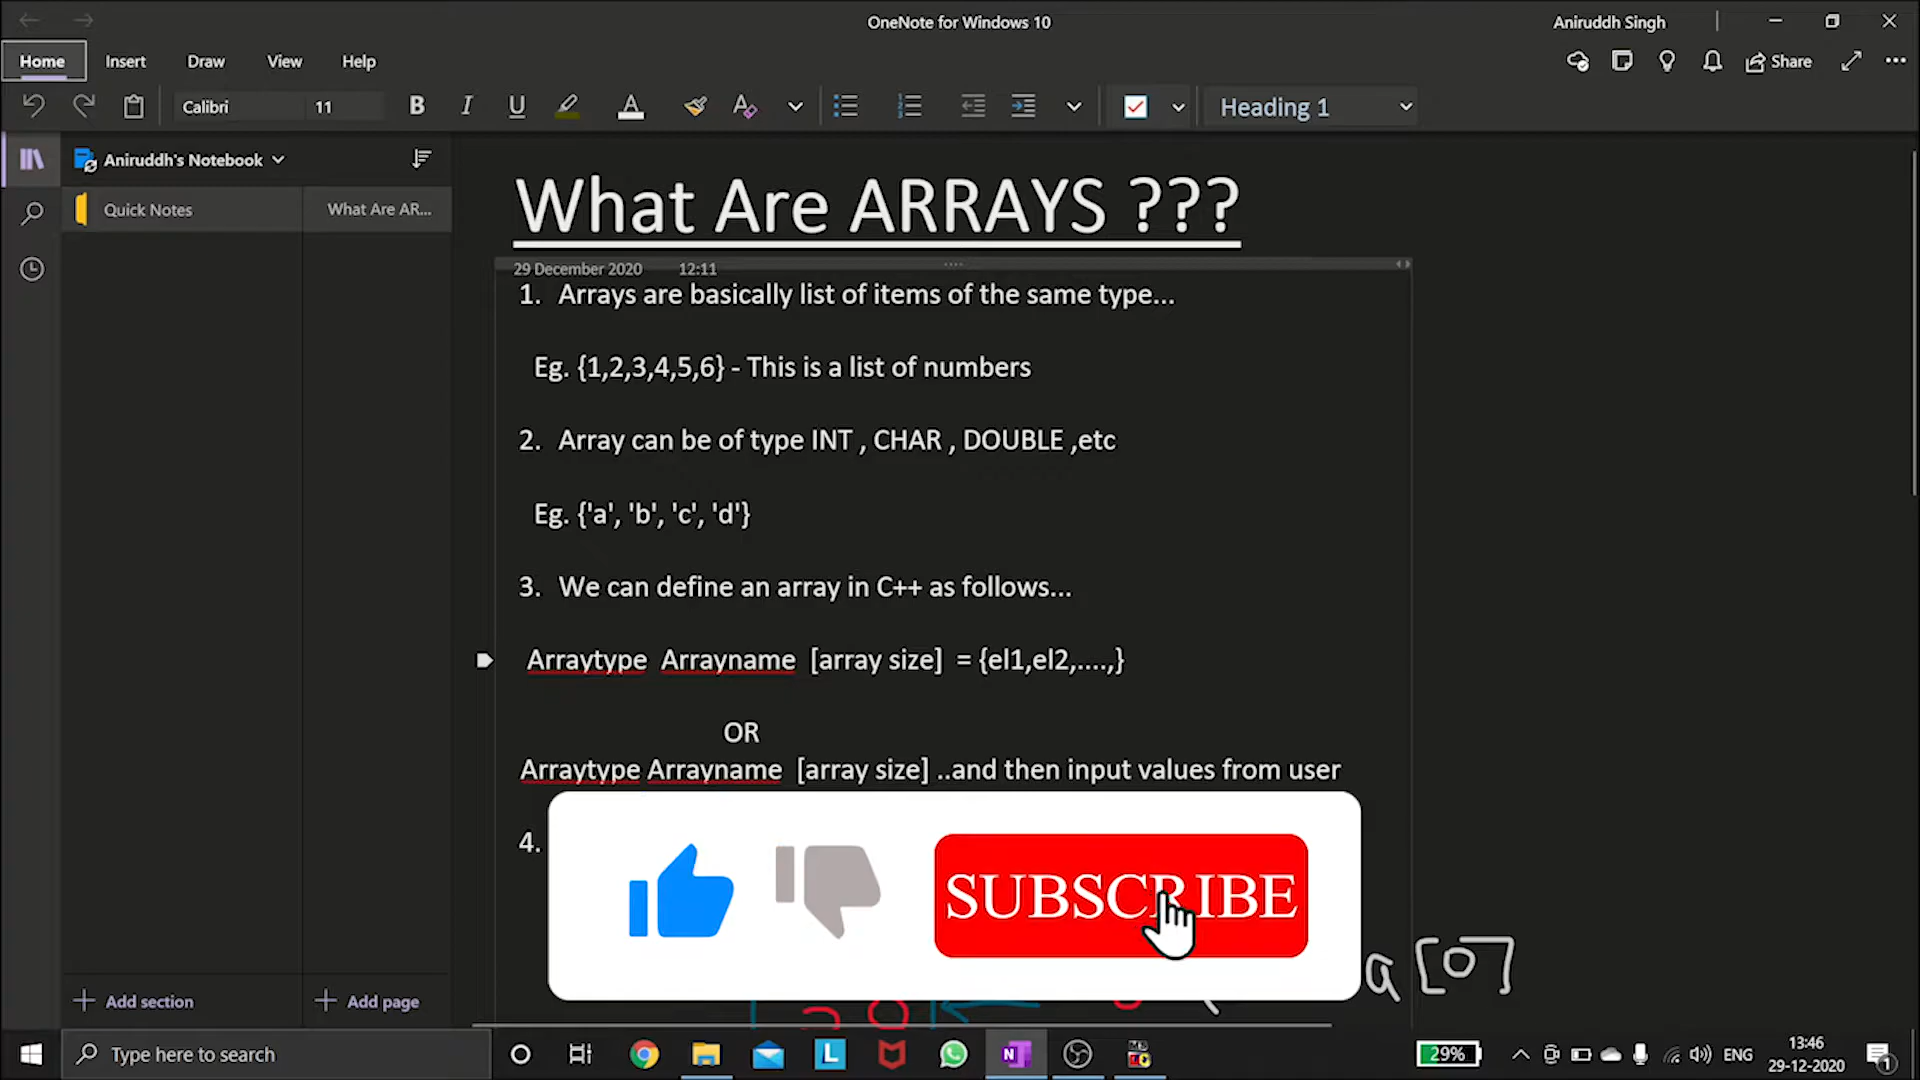 OneNote for Windows 10
Aniruddh Singh
Home Insert Draw View Help
Share
Calibri 11 B I U A A Heading 1
Aniruddh's Notebook
Quick Notes
What Are AR...
What Are ARRAYS ???
29 December 2020 12:11
1. Arrays are basically list of items of the same type...
Eg. {1,2,3,4,5,6} - This is a list of numbers
2. Array can be of type INT , CHAR , DOUBLE ,etc
Eg. {'a', 'b', 'c', 'd'}
3. We can define an array in C++ as follows...
Arraytype Arrayname [array size] = {el1,el2,....,}
OR
Arraytype Arrayname [array size] ..and then input values from user
4.
SUBSCRIBE
a [0]
Add section
Add page
Type here to search
L
N
29%
ENG
13:46
29-12-2020
1